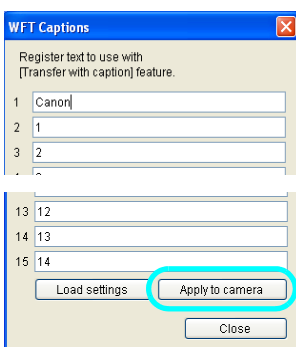 WFT Captions
Register text to use with
[Transfer with caption] feature.
1 Canon
2 1
3 2
13 12
14 13
15 14
Load settings Apply to camera
Close